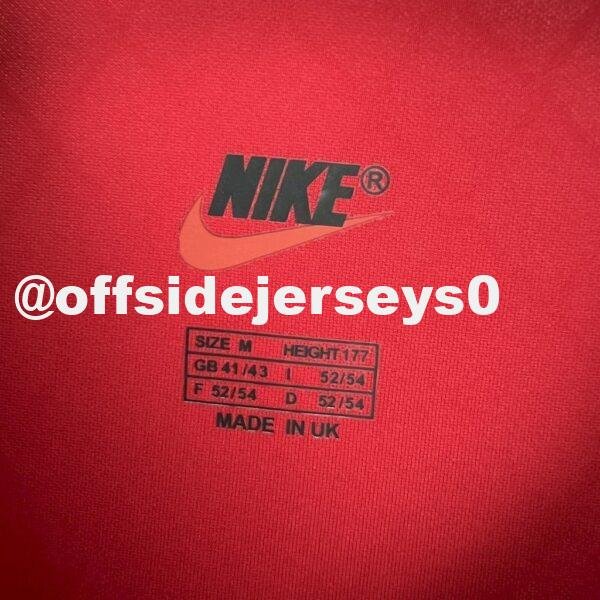 NIKE®
@offsidejerseys0
SIZE M HEIGHT 177
GB 41/43 I 52/54
F 52/54 D 52/54
MADE IN UK